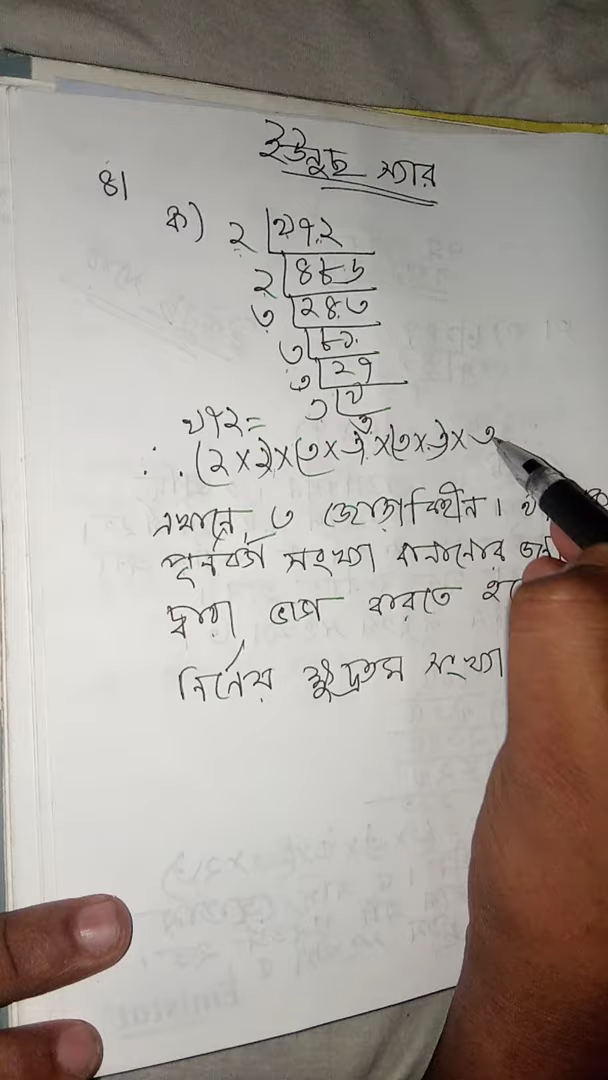 ইউনুছ স্যার
৪।
ক) ২ ৯৭২
২ ৪৮৬
৩ ২৪৩
৩ ৮১
৩ ২৭
৩ ৯
৩
৯৭২=
∴ (২×২)×(৩×৩)×(৩×৩)×৩
এখানে, ৩ জোড়াবিহীন।
পূর্ণবর্গ সংখ্যা বানানোর
দ্বারা ভাগ করতে
নির্ণেয় ক্ষুদ্রতম সংখ্যা